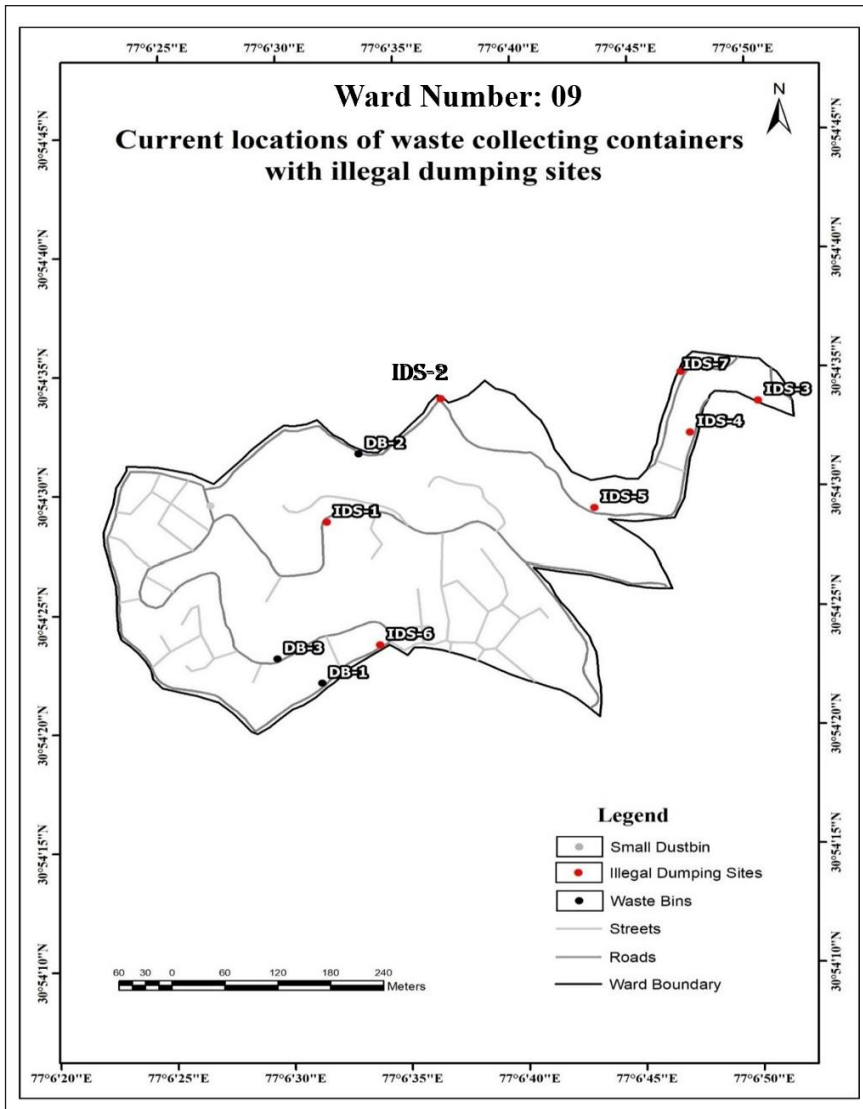 77°6'25"E 77°6'30"E 77°6'35"E 77°6'40"E 77°6'45"E 77°6'50"E
Ward Number: 09
N
Current locations of waste collecting containers
with illegal dumping sites
30°54'45"N 30°54'45"N
30°54'40"N 30°54'40"N
30°54'35"N 30°54'35"N
IDS-7
IDS-2
IDS-3
IDS-4
DB-2
30°54'30"N 30°54'30"N
IDS-5
IDS-1
30°54'25"N 30°54'25"N
IDS-6
DB-3
DB-1
30°54'20"N 30°54'20"N
Legend
Small Dustbin
30°54'15"N 30°54'15"N
Illegal Dumping Sites
Waste Bins
Streets
Roads
30°54'10"N 30°54'10"N
60 30 0 60 120 180 240
Meters
Ward Boundary
77°6'20"E 77°6'25"E 77°6'30"E 77°6'35"E 77°6'40"E 77°6'45"E 77°6'50"E